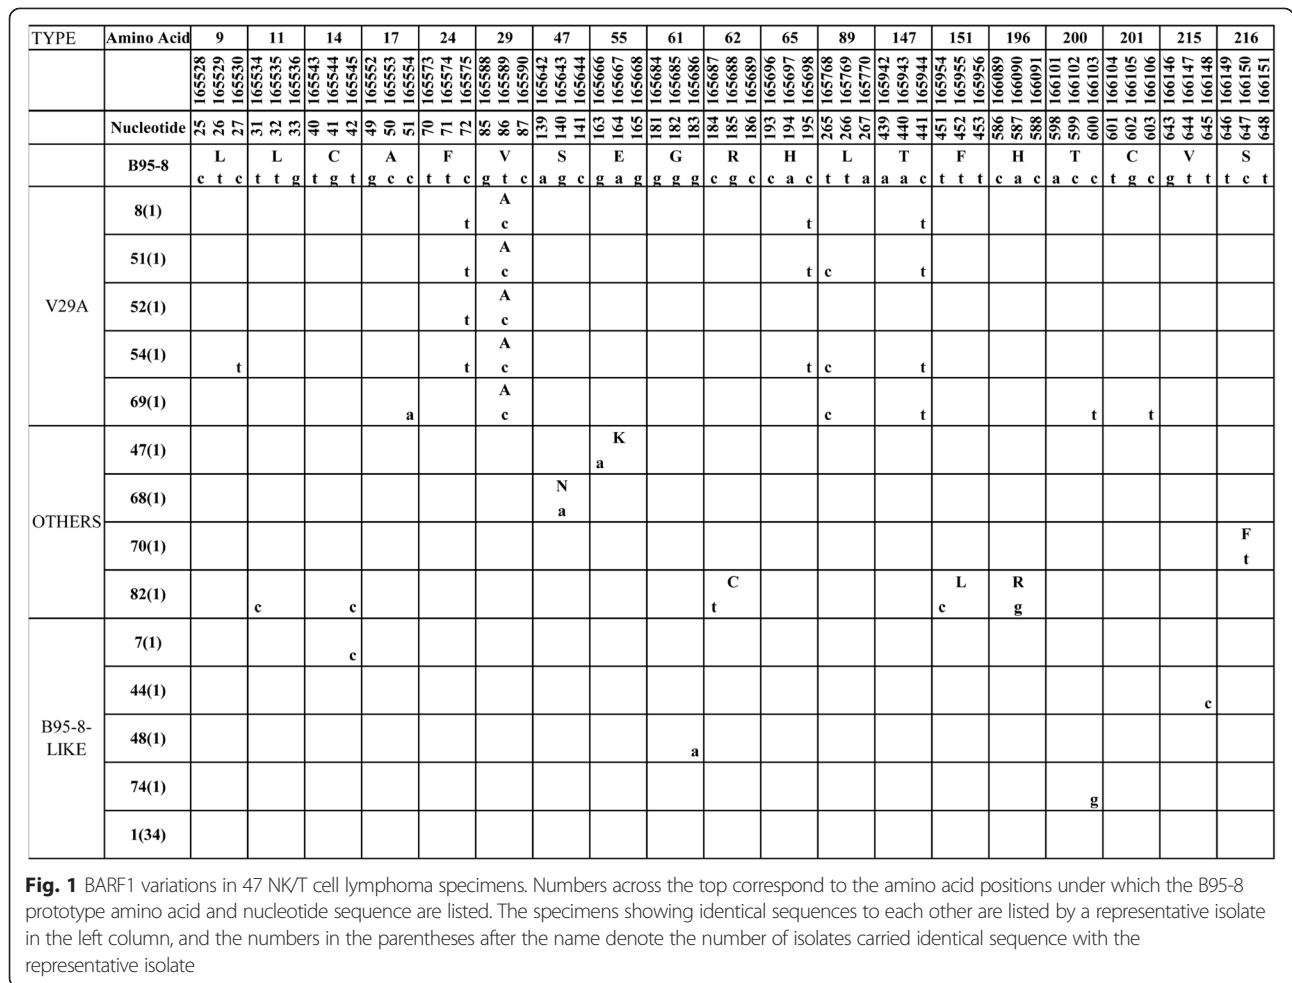 TYPE Amino Acid 9 11 14 17 24 29 47 55 61 62 65 89 147 151 196 200 201 215 216
165528 165529 165530 165534 165535 165536 165543 165544 165545 165552 165553 165554 165573 165574 165575 165588 165589 165590 165642 165643 165644 165666 165667 165668 165684 165685 165686 165687 165688 165689 165696 165697 165698 165768 165769 165770 165942 165943 165944 165954 165955 165956 166089 166090 166091 166101 166102 166103 166104 166105 166106 166146 166147 166148 166149 166150 166151
Nucleotide 25 26 27 31 32 33 40 41 42 49 50 51 70 71 72 85 86 87 139 140 141 163 164 165 181 182 183 184 185 186 193 194 195 265 266 267 439 440 441 451 452 453 586 587 588 598 599 600 601 602 603 643 644 645 646 647 648
B95-8 L L C A F V S E G R H L T F H T C V S
c t c t t g t g t g c c t t c g t c a g c g a g g g g c g c c a c t t a a a c t t t c a c a c c t g c g t t t c t
V29A
8(1) A
t c t t
51(1) A
t c t c t
52(1) A
t c
54(1) A
t t c t c t
69(1) A
a c c t t t
OTHERS
47(1) K
a
68(1) N
a
70(1) F
t
82(1) C L R
c c t c g
B95-8-
LIKE
7(1)
c
44(1)
c
48(1)
a
74(1)
g
1(34)
Fig. 1 BARF1 variations in 47 NK/T cell lymphoma specimens. Numbers across the top correspond to the amino acid positions under which the B95-8
prototype amino acid and nucleotide sequence are listed. The specimens showing identical sequences to each other are listed by a representative isolate
in the left column, and the numbers in the parentheses after the name denote the number of isolates carried identical sequence with the
representative isolate